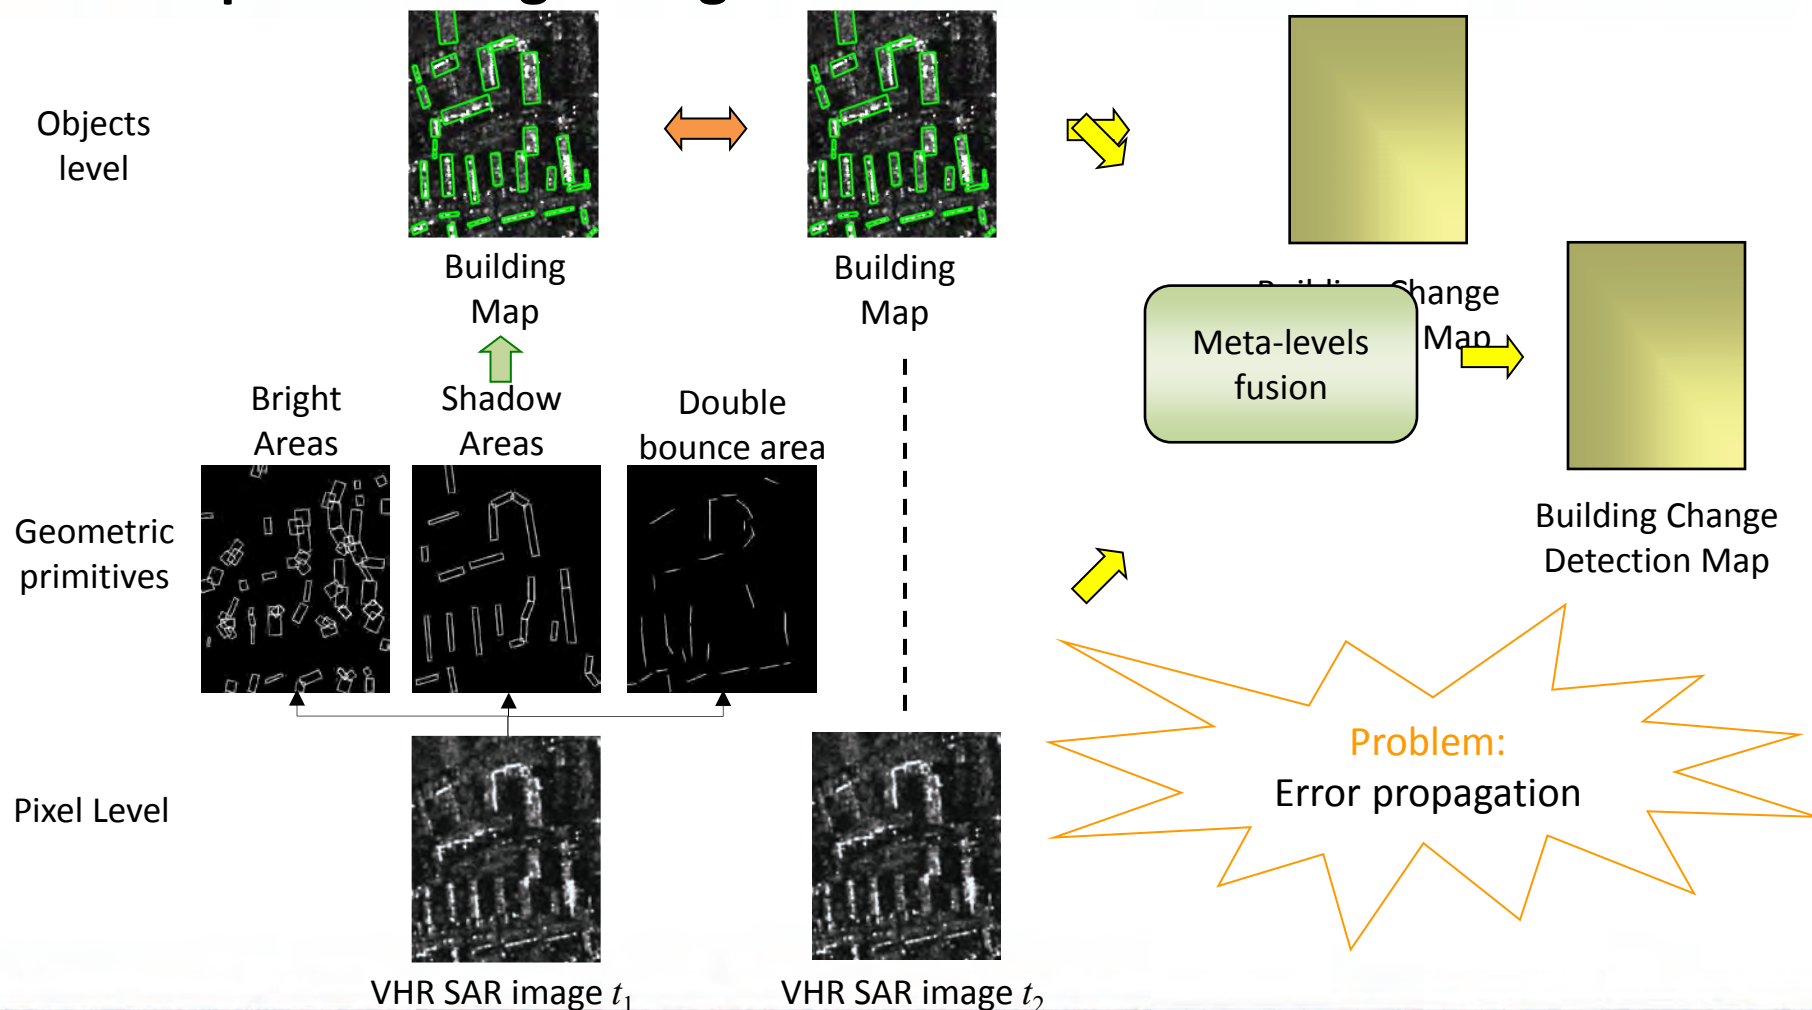 Objects
level
Building
Map
Building
Map
Change
Map
Meta-levels
fusion
Bright
Areas
Shadow
Areas
Double
bounce area
Geometric
primitives
Building Change
Detection Map
Problem:
Error propagation
Pixel Level
VHR SAR image t1
VHR SAR image t2